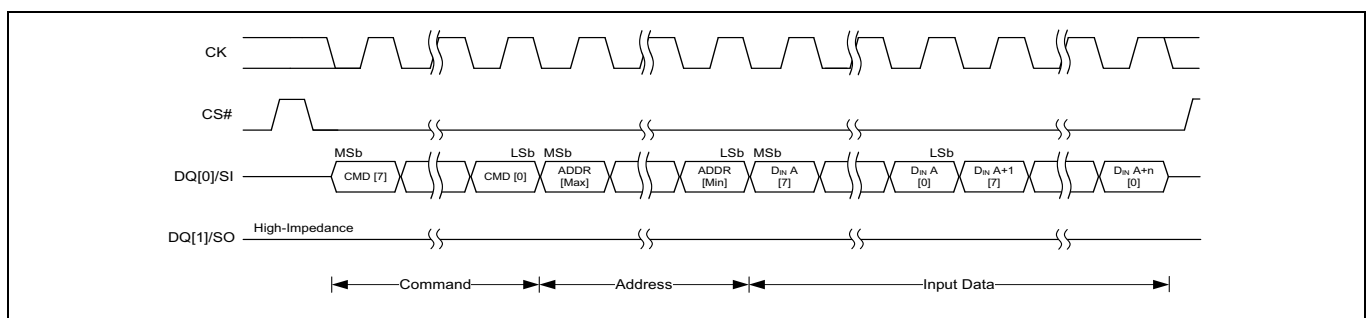 CK
CS#
MSb LSb MSb LSb MSb LSb
DQ[0]/SI CMD [7] CMD [0] ADDR [Max] ADDR [Min] DIN A [7] DIN A [0] DIN A+1 [7] DIN A+n [0]
High-Impedance
DQ[1]/SO
Command Address Input Data